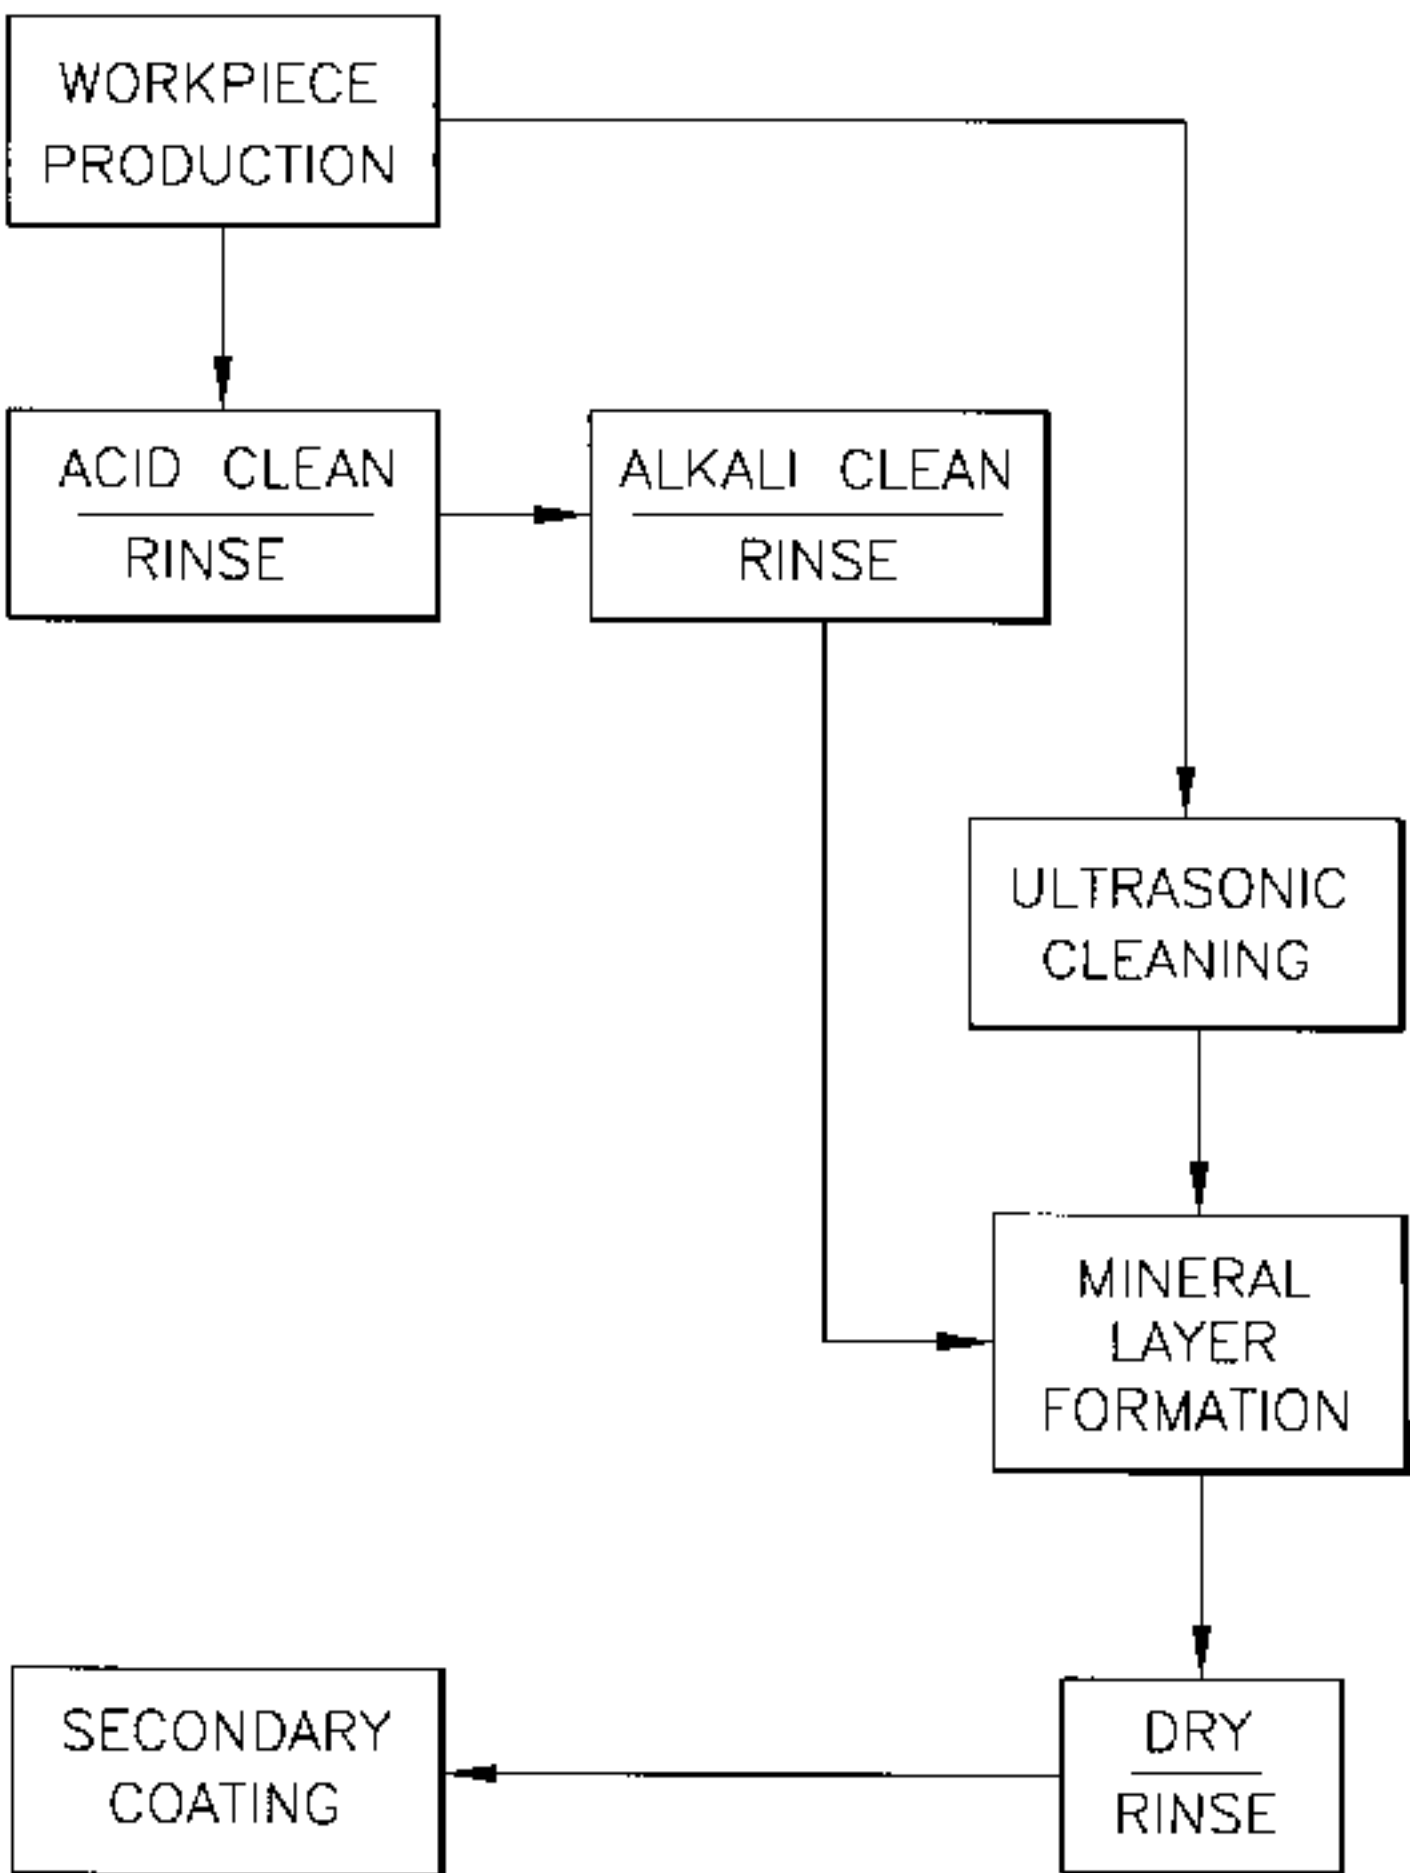 WORKPIECE
PRODUCTION
ACID CLEAN
RINSE
ALKALI CLEAN
RINSE
ULTRASONIC
CLEANING
MINERAL
LAYER
FORMATION
DRY
RINSE
SECONDARY
COATING